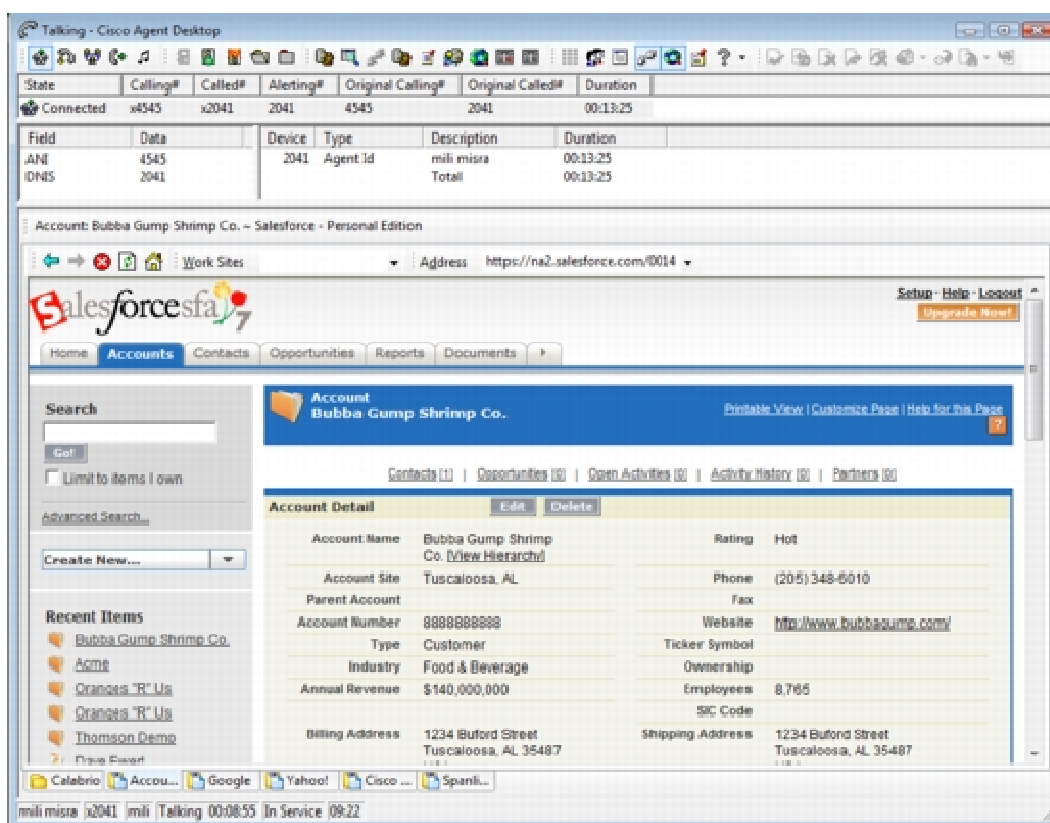 Talking - Cisco Agent Desktop
State Calling# Called# Alerting# Original Calling# Original Called# Duration
Connected x4545 x2041 2041 4545 2041 00:13:25
Field Data Device Type Description Duration
ANI 4545 2041 Agent Id mili misra 00:13:25
DNIS 2041 Total 00:13:25
Account: Bubba Gump Shrimp Co. ~ Salesforce - Personal Edition
Work Sites Address https://na2.salesforce.com/0014
Salesforcesfa 7
Setup - Help - Logout
Upgrade Now!
Home Accounts Contacts Opportunities Reports Documents
Search
Go!
Limit to items I own
Advanced Search...
Create New...
Recent Items
Bubba Gump Shrimp Co.
Acme
Oranges "R" Us
Oranges "R" Us
Thomson Demo
Dave Ewert
Account
Bubba Gump Shrimp Co.
Printable View | Customize Page | Help for this Page
?
Contacts [1] | Opportunities [0] | Open Activities [0] | Activity History [0] | Partners [0]
Account Detail Edit Delete
Account Name Bubba Gump Shrimp Rating Hot
Co. [View Hierarchy]
Account Site Tuscaloosa, AL Phone (205) 348-6010
Parent Account Fax
Account Number 8888888888 Website http://www.bubbagump.com/
Type Customer Ticker Symbol
Industry Food & Beverage Ownership
Annual Revenue $140,000,000 Employees 8,765
SIC Code
Billing Address 1234 Buford Street Shipping Address 1234 Buford Street
Tuscaloosa, AL 35487 Tuscaloosa, AL 35487
Calabrio Accou... Google Yahoo! Cisco ... Spanli...
mili misra x2041 mili Talking 00:08:55 In Service 09:22